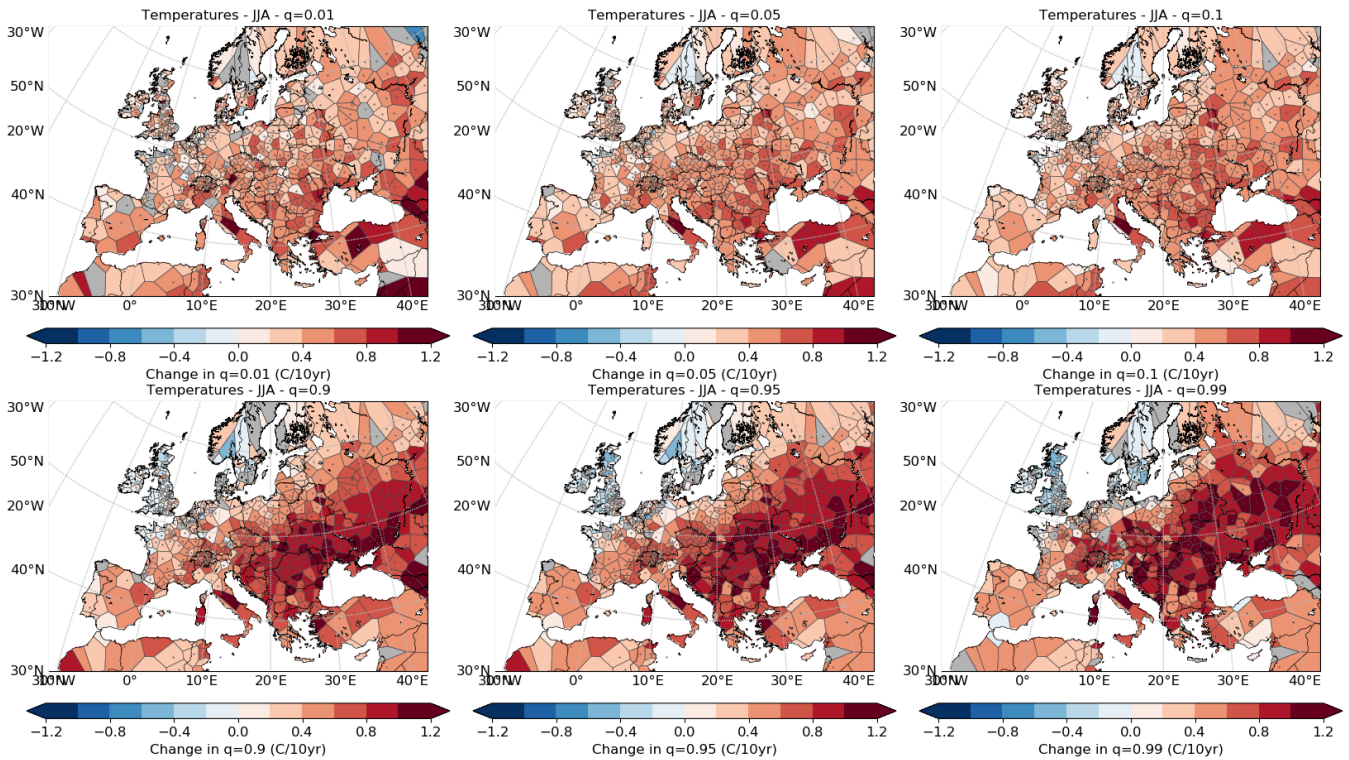 Temperatures - JJA - q=0.01 Temperatures - JJA - q=0.05 Temperatures - JJA - q=0.1
30°W 30°W 30°W
50°N 50°N 50°N
20°W 20°W 20°W
40°N 40°N 40°N
30°N 30°N 30°N
10°W 0° 10°E 20°E 30°E 40°E 10°W 0° 10°E 20°E 30°E 40°E 10°W 0° 10°E 20°E 30°E 40°E
−1.2 −0.8 −0.4 0.0 0.4 0.8 1.2 −1.2 −0.8 −0.4 0.0 0.4 0.8 1.2 −1.2 −0.8 −0.4 0.0 0.4 0.8 1.2
Change in q=0.01 (C/10yr) Change in q=0.05 (C/10yr) Change in q=0.1 (C/10yr)
Temperatures - JJA - q=0.9 Temperatures - JJA - q=0.95 Temperatures - JJA - q=0.99
30°W 30°W 30°W
50°N 50°N 50°N
20°W 20°W 20°W
40°N 40°N 40°N
30°N 30°N 30°N
10°W 0° 10°E 20°E 30°E 40°E 10°W 0° 10°E 20°E 30°E 40°E 10°W 0° 10°E 20°E 30°E 40°E
−1.2 −0.8 −0.4 0.0 0.4 0.8 1.2 −1.2 −0.8 −0.4 0.0 0.4 0.8 1.2 −1.2 −0.8 −0.4 0.0 0.4 0.8 1.2
Change in q=0.9 (C/10yr) Change in q=0.95 (C/10yr) Change in q=0.99 (C/10yr)